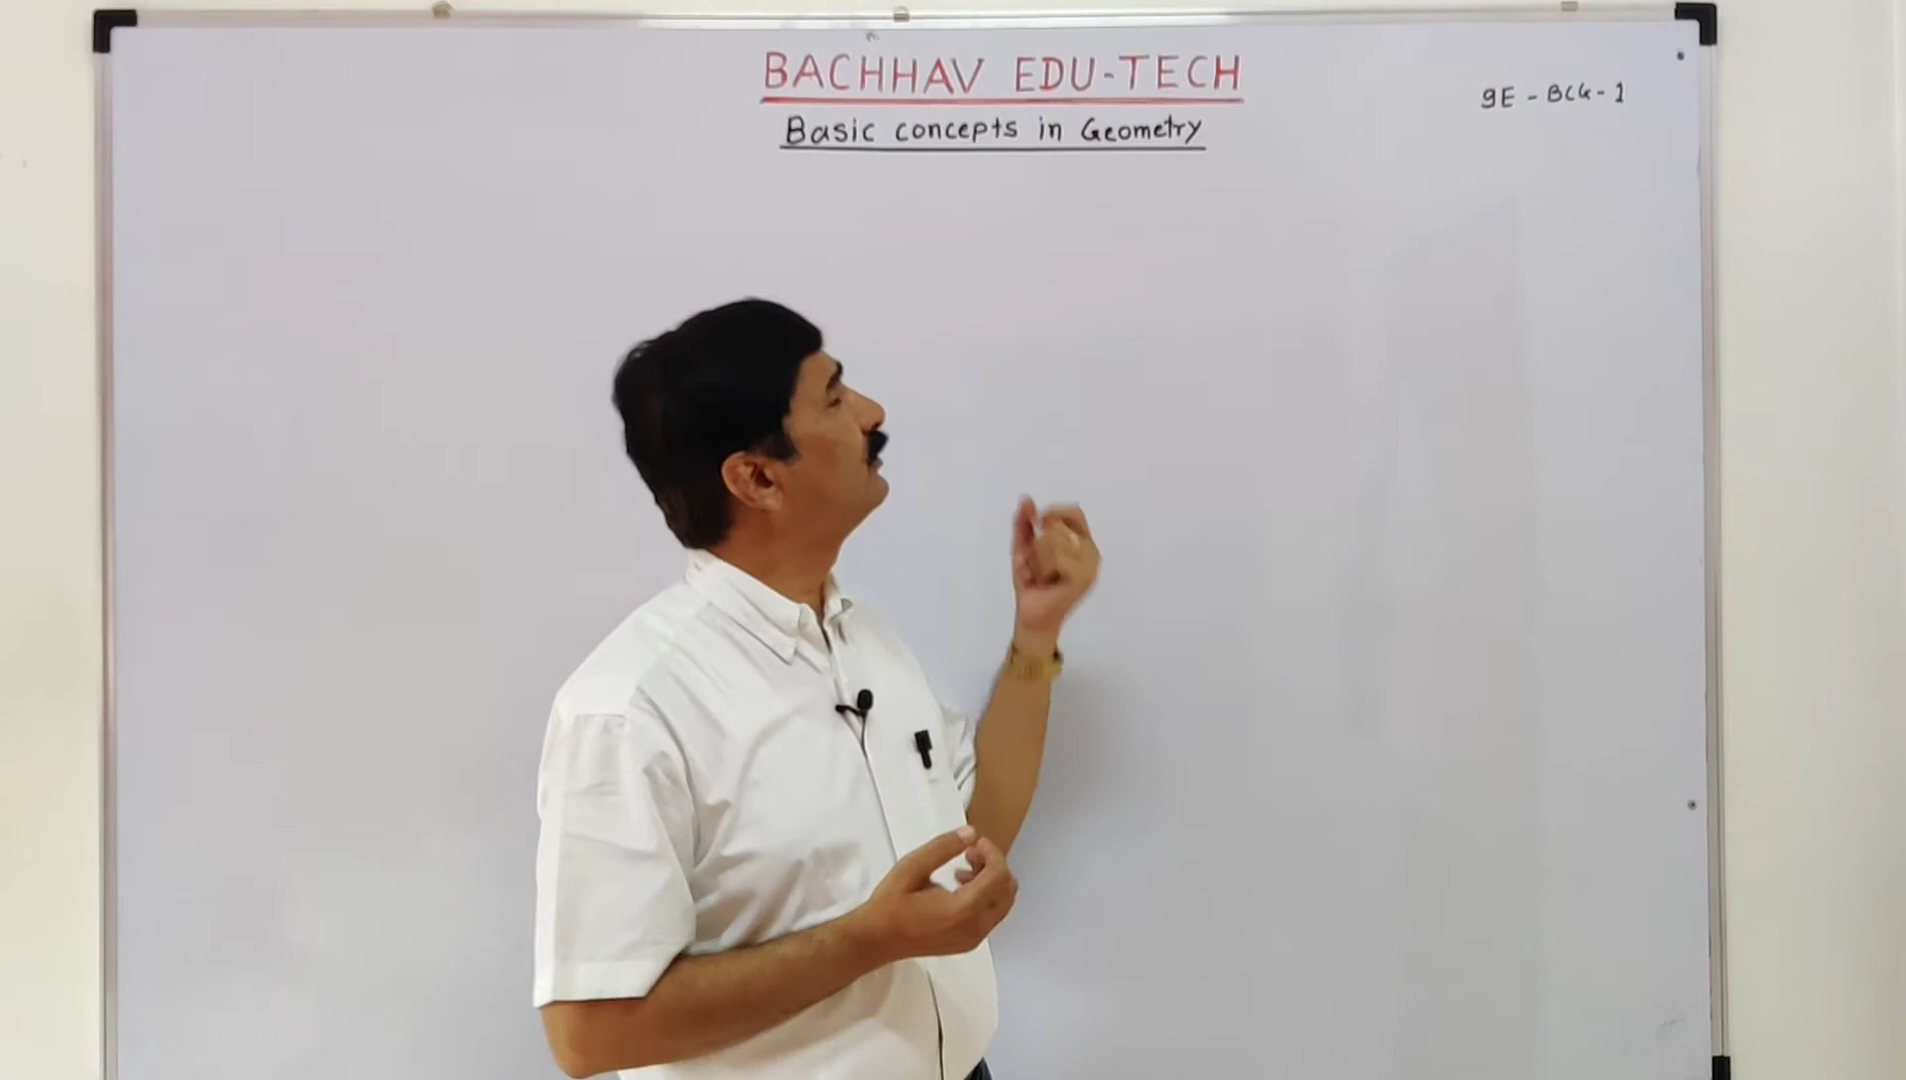 BACHHAV EDU-TECH
9E - BCG - 1
Basic concepts in Geometry